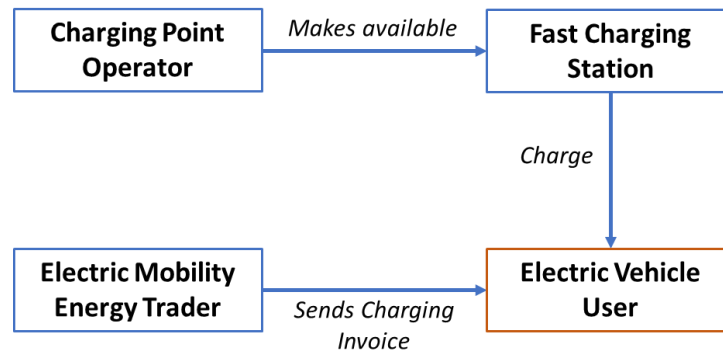 Charging Point
Operator
Makes available
Fast Charging
Station
Charge
Electric Mobility
Energy Trader
Sends Charging
Invoice
Electric Vehicle
User